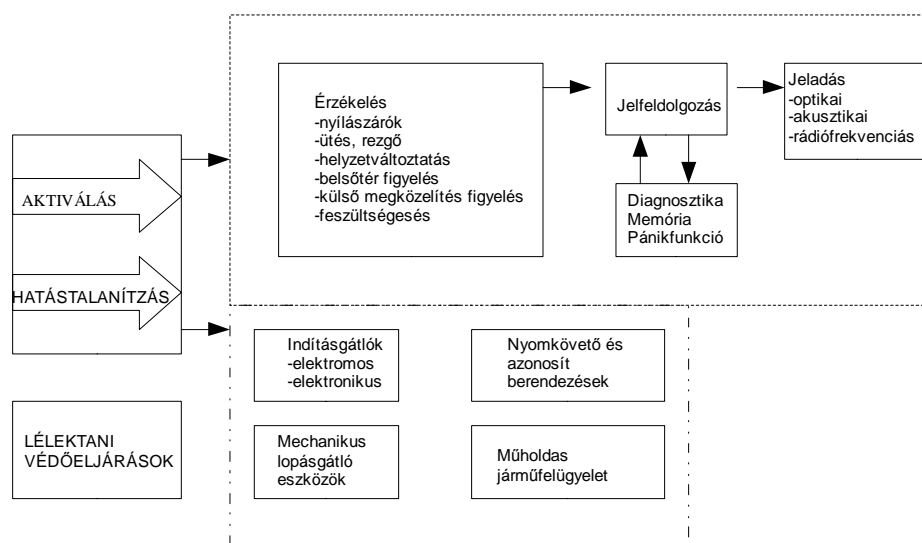 Érzékelés
-nyílászárók
-ütés, rezgő
-helyzetváltoztatás
-belsőtér figyelés
-külső megközelítés figyelés
-feszültségesés
Jelfeldolgozás
Jeladás
-optikai
-akusztikai
-rádiófrekvenciás
Diagnosztika
Memória
Pánikfunkció
AKTIVÁLÁS
HATÁSTALANÍTZÁS
Indításgátlók
-elektromos
-elektronikus
Nyomkövető és
azonosít
berendezések
LÉLEKTANI
VÉDŐELJÁRÁSOK
Mechanikus
lopásgátló
eszközök
Műholdas
járműfelügyelet